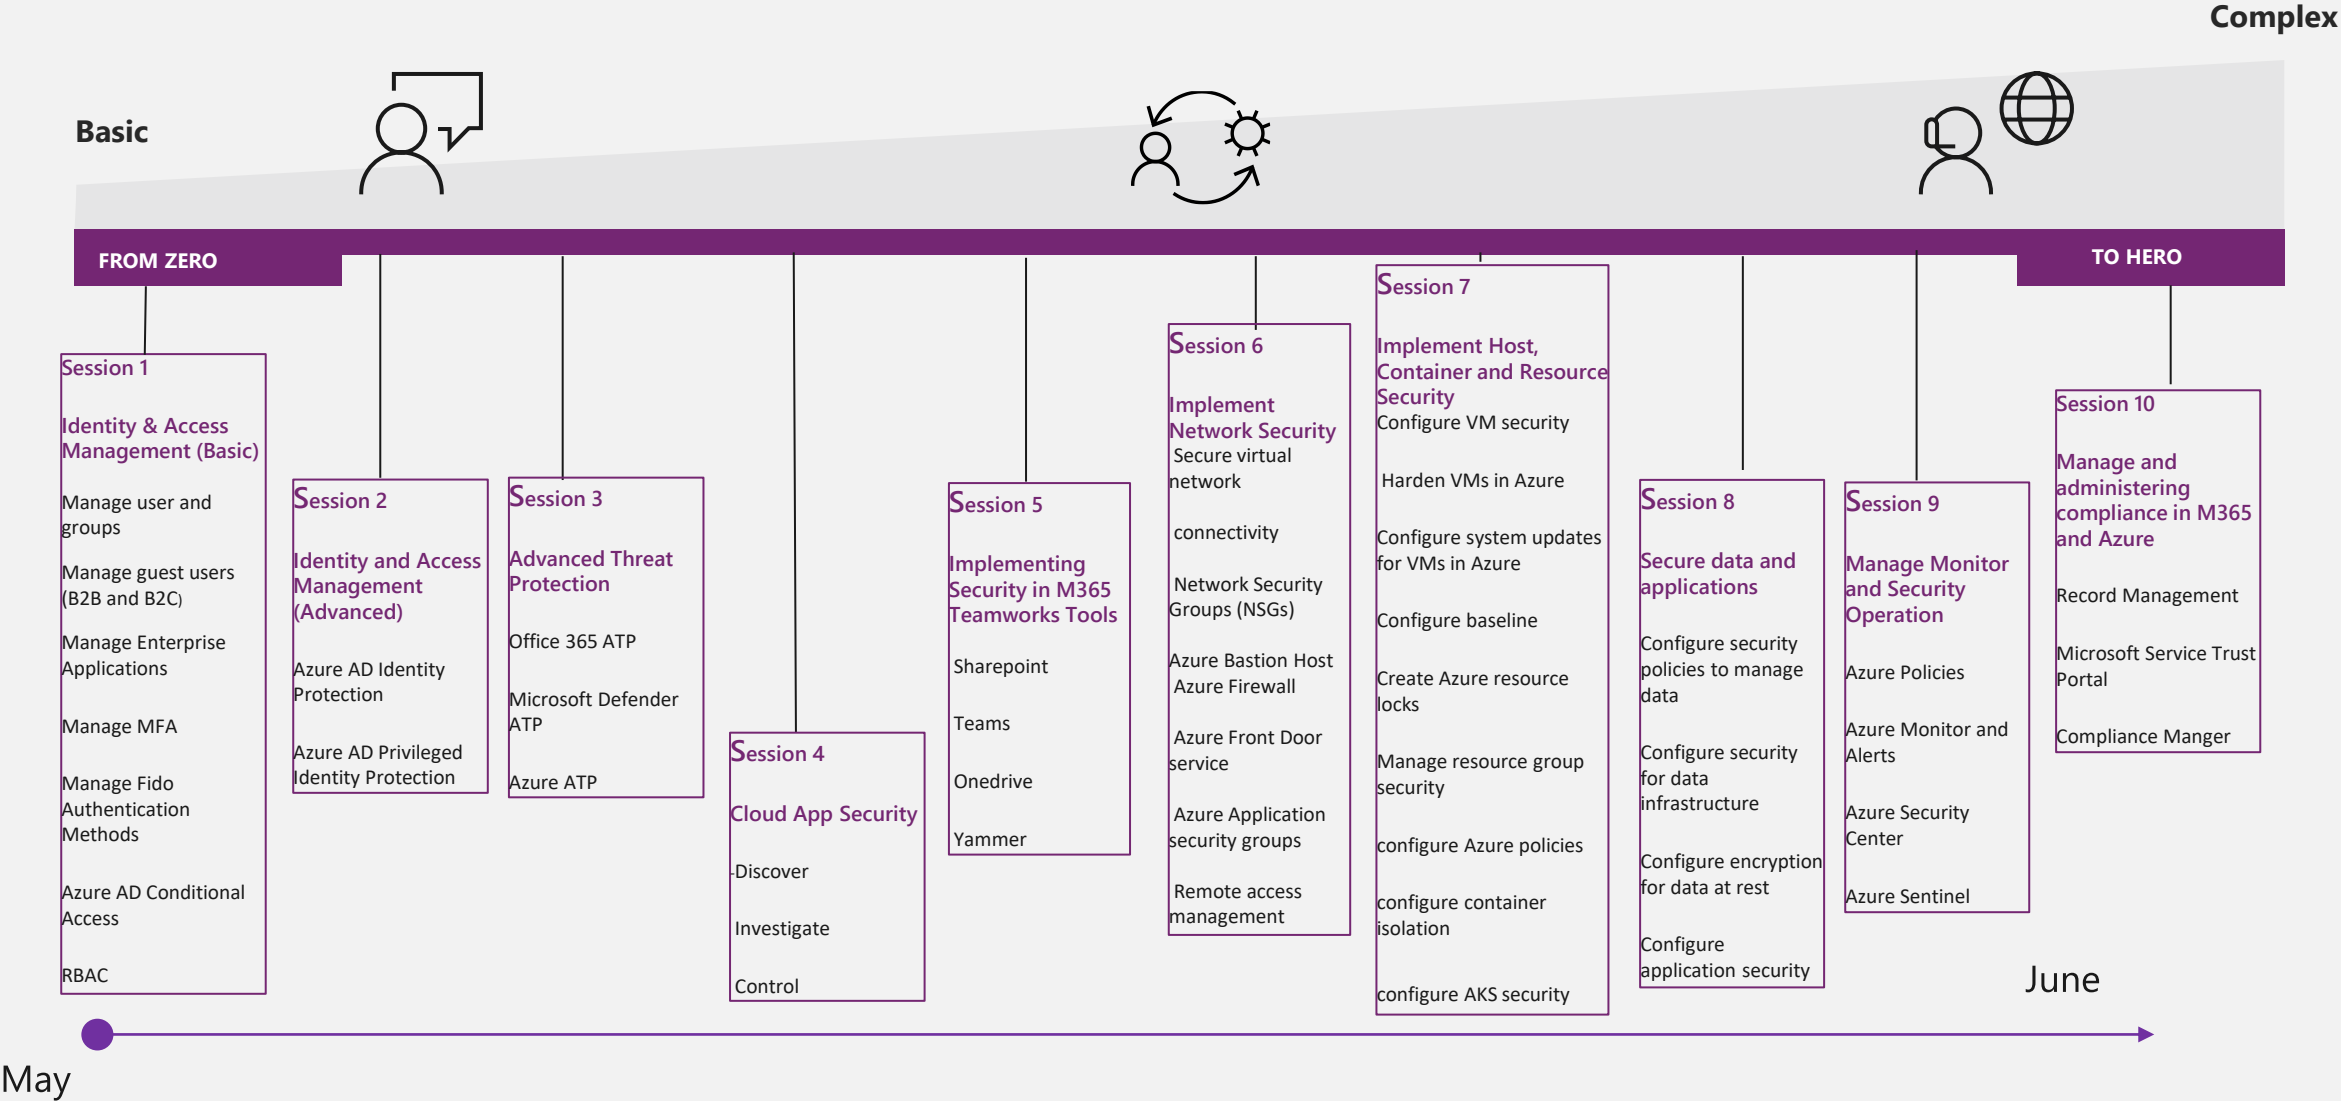 Complex
Basic
FROM ZERO
TO HERO
Session 1
Identity & Access
Management (Basic)
Manage user and
groups
Manage guest users
(B2B and B2C)
Manage Enterprise
Applications
Manage MFA
Manage Fido
Authentication
Methods
Azure AD Conditional
Access
RBAC
Session 2
Identity and Access
Management
(Advanced)
Azure AD Identity
Protection
Azure AD Privileged
Identity Protection
Session 3
Advanced Threat
Protection
Office 365 ATP
Microsoft Defender
ATP
Azure ATP
Session 4
Cloud App Security
-Discover
Investigate
Control
Session 5
Implementing
Security in M365
Teamworks Tools
Sharepoint
Teams
Onedrive
Yammer
Session 6
Implement
Network Security
Secure virtual
network
connectivity
Network Security
Groups (NSGs)
Azure Bastion Host
Azure Firewall
Azure Front Door
service
Azure Application
security groups
Remote access
management
Session 7
Implement Host,
Container and Resource
Security
Configure VM security
Harden VMs in Azure
Configure system updates
for VMs in Azure
Configure baseline
Create Azure resource
locks
Manage resource group
security
configure Azure policies
configure container
isolation
configure AKS security
Session 8
Secure data and
applications
Configure security
policies to manage
data
Configure security
for data
infrastructure
Configure encryption
for data at rest
Configure
application security
Session 9
Manage Monitor
and Security
Operation
Azure Policies
Azure Monitor and
Alerts
Azure Security
Center
Azure Sentinel
Session 10
Manage and
administering
compliance in M365
and Azure
Record Management
Microsoft Service Trust
Portal
Compliance Manger
June
May